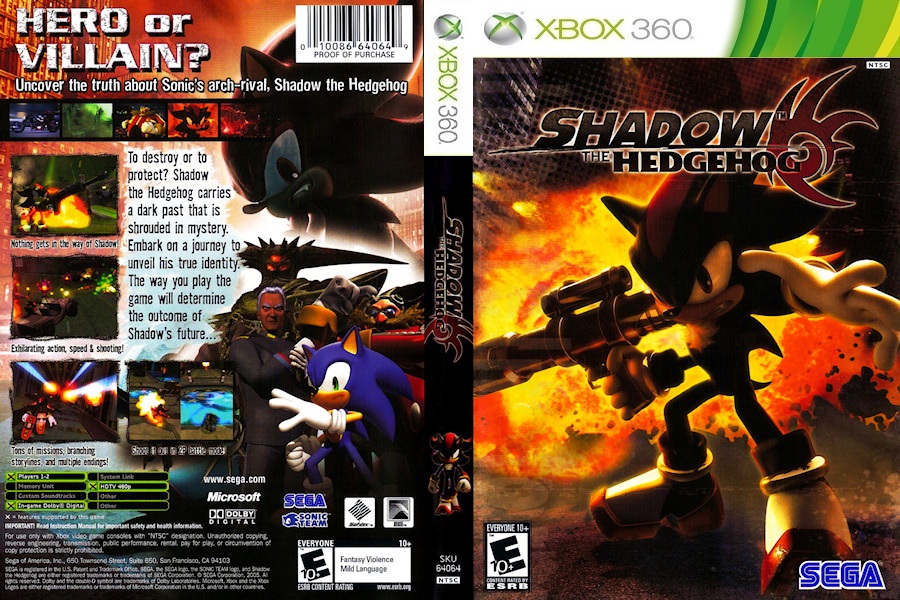 HERO or
VILLAIN?
0 10086 64064 9
PROOF OF PURCHASE
Uncover the truth about Sonic's arch-rival, Shadow the Hedgehog
To destroy or to
protect? Shadow
the Hedgehog carries
a dark past that is
shrouded in mystery.
Embark on a journey to
unveil his true identity.
The way you play the
game will determine
the outcome of
Shadow's future...
Nothing gets in the way of Shadow!
Exhilarating action, speed & shooting!
Tons of missions, branching
storylines, and multiple endings!
Shoot it out in 2P battle mode!
Players 1-2
System Link
Memory Unit
HDTV 480p
Custom Soundtracks
Other
In-game Dolby® Digital
Other
X = features supported by this game
www.sega.com
Microsoft
DOLBY
DIGITAL
SEGA
SONIC
TEAM
IMPORTANT! Read Instruction Manual for important safety and health information.
For use only with Xbox video game consoles with "NTSC" designation. Unauthorized copying,
reverse engineering, transmission, public performance, rental, pay for play, or circumvention of
copy protection is strictly prohibited.
Sega of America, Inc., 650 Townsend Street, Suite 650, San Francisco, CA 94103
SEGA is registered in the U.S. Patent and Trademark Office. SEGA, the SEGA logo, the SONIC TEAM logo, and Shadow
the Hedgehog are either registered trademarks or trademarks of SEGA Corporation. © SEGA Corporation, 2005. All
rights reserved. Dolby and the double-D symbol are trademarks of Dolby Laboratories. Microsoft, Xbox and the Xbox
Logos are either registered trademarks or trademarks of Microsoft Corporation in the U.S. and/or in other countries.
EVERYONE 10+
E
10+
Fantasy Violence
Mild Language
ESRB CONTENT RATING www.esrb.org
XBOX 360
SHADOW
THE HEDGEHOG
SKU
64064
NTSC
XBOX 360
NTSC
SHADOW™
THE HEDGEHOG
EVERYONE 10+
E
10+
CONTENT RATED BY
ESRB
SEGA